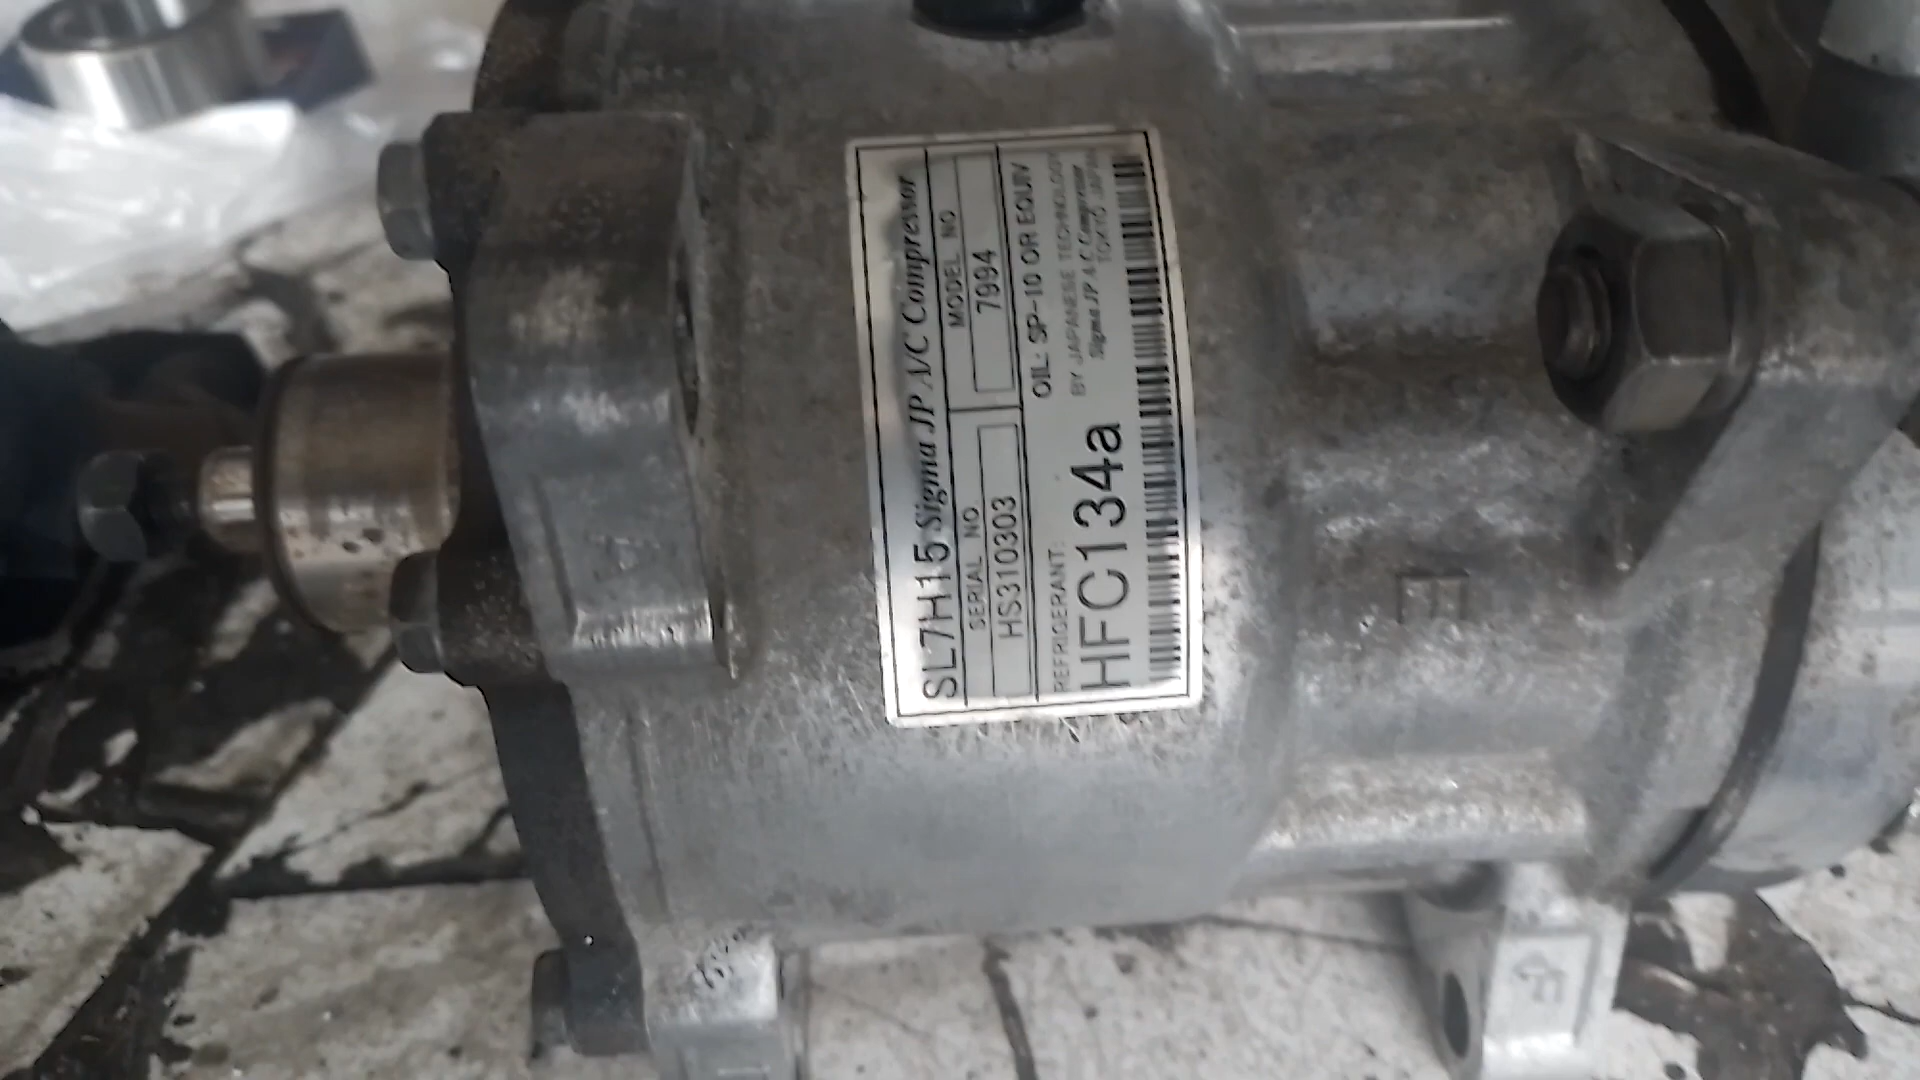 SL7H15 Sigma JP A/C Compressor
SERIAL NO. MODEL NO
HS310303 7994
REFRIGERANT: OIL: SP-10 OR EQUIV
HFC134a BY JAPANESE TECHNOLOGY
Sigma JP A/C Compressor
TOKYO JAPAN
E